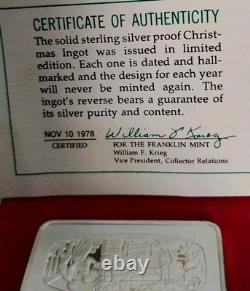 CERTIFICATE OF AUTHENTICITY
The solid sterling silver proof Christ-
mas Ingot was issued in limited
edition. Each one is dated and hall-
marked and the design for each year
will never be minted again. The
ingot's reverse bears a guarantee of
its silver purity and content.
NOV 10 1978 William F Krieg
CERTIFIED FOR THE FRANKLIN MINT
William F. Krieg
Vice President, Collector Relations